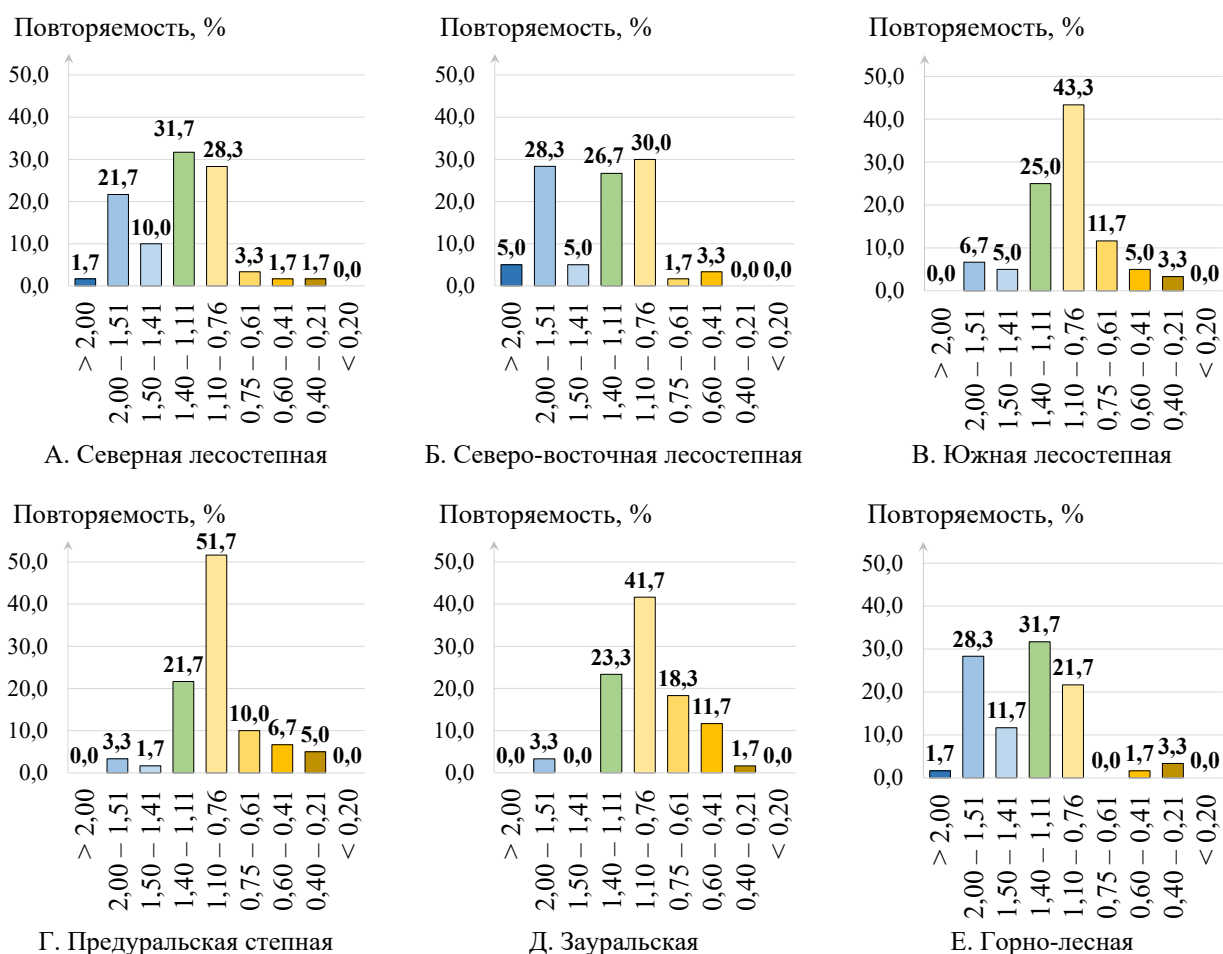 Повторяемость, %
50,0
40,0
30,0
20,0
10,0
0,0
1,7
21,7
10,0
31,7
28,3
3,3
1,7
1,7
0,0
> 2,00
2,00 – 1,51
1,50 – 1,41
1,40 – 1,11
1,10 – 0,76
0,75 – 0,61
0,60 – 0,41
0,40 – 0,21
< 0,20
А. Северная лесостепная
Повторяемость, %
50,0
40,0
30,0
20,0
10,0
0,0
5,0
28,3
5,0
26,7
30,0
1,7
3,3
0,0
0,0
> 2,00
2,00 – 1,51
1,50 – 1,41
1,40 – 1,11
1,10 – 0,76
0,75 – 0,61
0,60 – 0,41
0,40 – 0,21
< 0,20
Б. Северо-восточная лесостепная
Повторяемость, %
50,0
40,0
30,0
20,0
10,0
0,0
0,0
6,7
5,0
25,0
43,3
11,7
5,0
3,3
0,0
> 2,00
2,00 – 1,51
1,50 – 1,41
1,40 – 1,11
1,10 – 0,76
0,75 – 0,61
0,60 – 0,41
0,40 – 0,21
< 0,20
В. Южная лесостепная
Повторяемость, %
50,0
40,0
30,0
20,0
10,0
0,0
0,0
3,3
1,7
21,7
51,7
10,0
6,7
5,0
0,0
> 2,00
2,00 – 1,51
1,50 – 1,41
1,40 – 1,11
1,10 – 0,76
0,75 – 0,61
0,60 – 0,41
0,40 – 0,21
< 0,20
Г. Предуральская степная
Повторяемость, %
50,0
40,0
30,0
20,0
10,0
0,0
0,0
3,3
0,0
23,3
41,7
18,3
11,7
1,7
0,0
> 2,00
2,00 – 1,51
1,50 – 1,41
1,40 – 1,11
1,10 – 0,76
0,75 – 0,61
0,60 – 0,41
0,40 – 0,21
< 0,20
Д. Зауральская
Повторяемость, %
50,0
40,0
30,0
20,0
10,0
0,0
1,7
28,3
11,7
31,7
21,7
0,0
1,7
3,3
0,0
> 2,00
2,00 – 1,51
1,50 – 1,41
1,40 – 1,11
1,10 – 0,76
0,75 – 0,61
0,60 – 0,41
0,40 – 0,21
< 0,20
Е. Горно-лесная